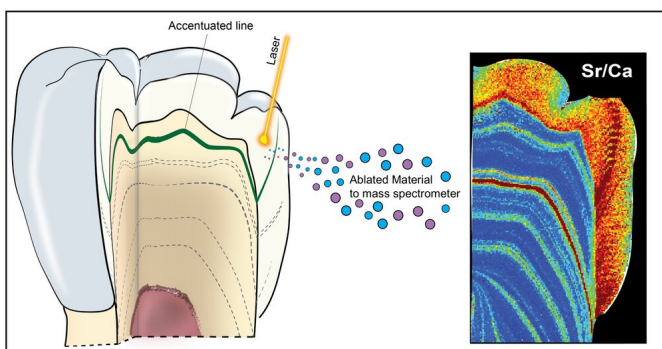 Accentuated line
Laser
Ablated Material
to mass spectrometer
Sr/Ca